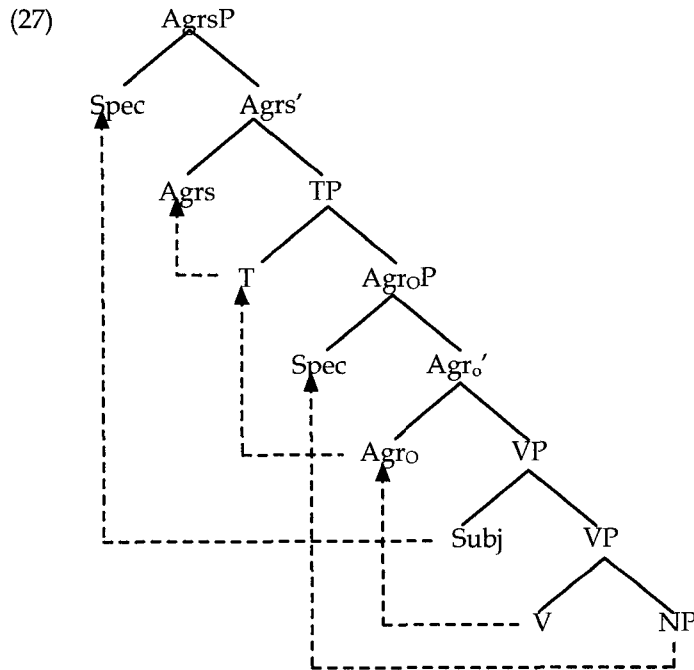 (27) AgrsP
Spec Agrs'
Agrs TP
T AgroP
Spec Agro'
Agro VP
Subj VP
V NP